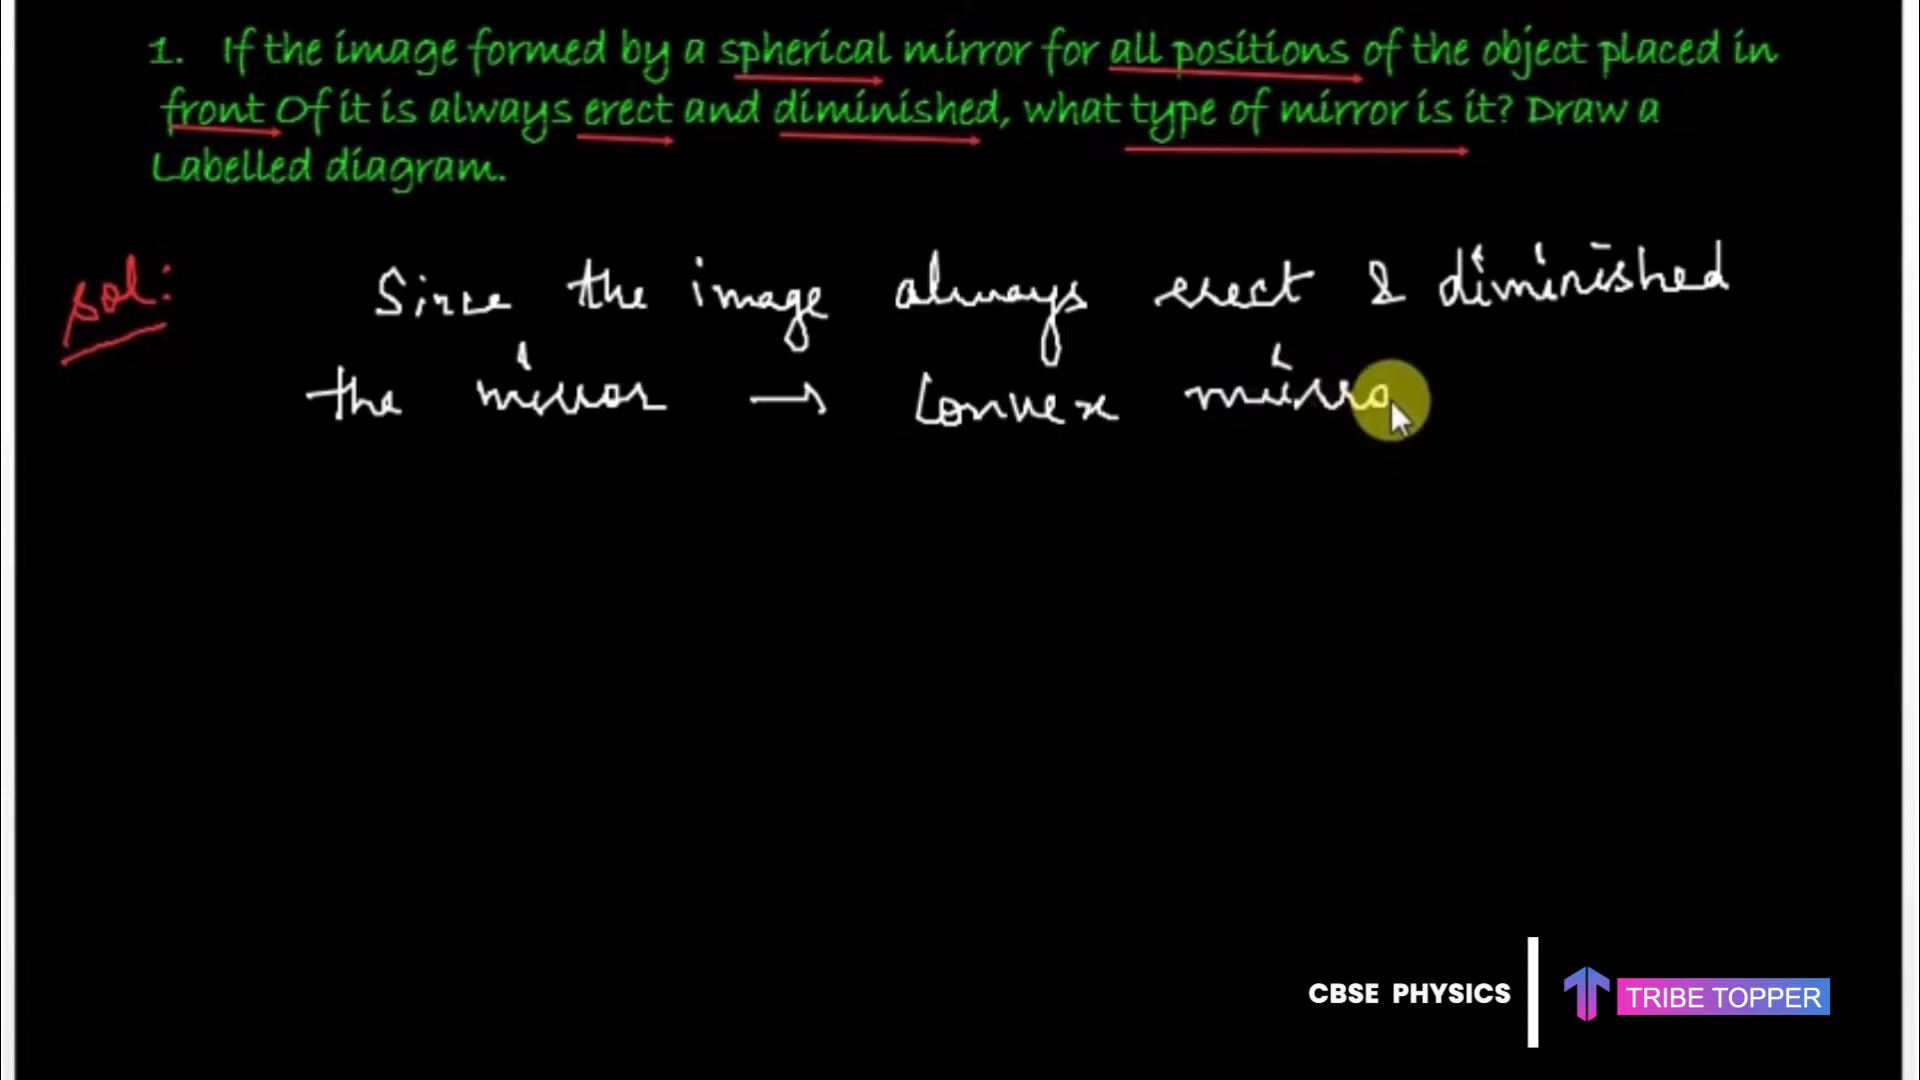 1. If the image formed by a spherical mirror for all positions of the object placed in
front Of it is always erect and diminished, what type of mirror is it? Draw a
Labelled diagram.
Sol:
Since the image always erect & diminished
the mirror → Convex mirro
CBSE PHYSICS
TRIBE TOPPER